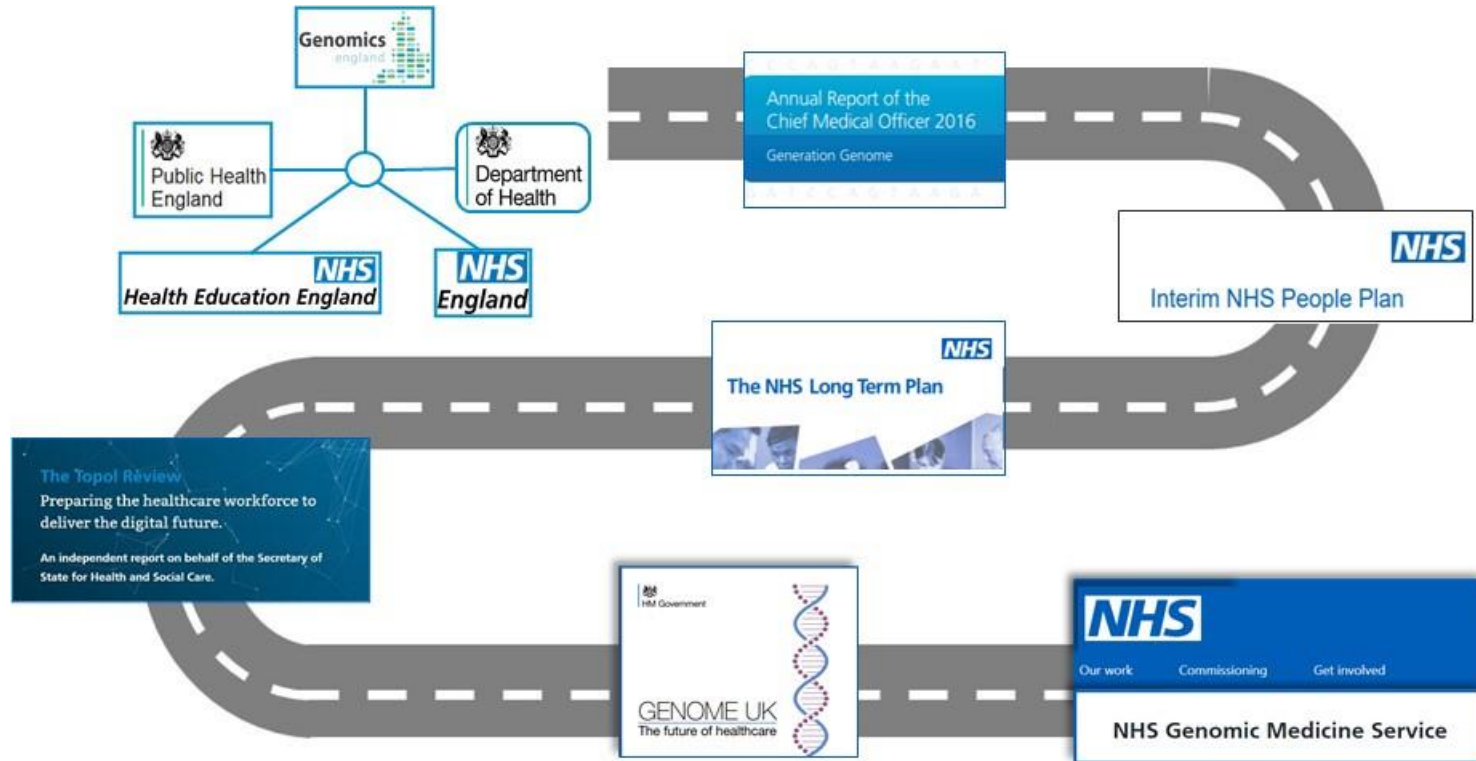 Genomics
england
Public Health
England
Department
of Health
NHS
Health Education England
NHS
England
Annual Report of the
Chief Medical Officer 2016
Generation Genome
NHS
Interim NHS People Plan
NHS
The NHS Long Term Plan
The Topol Review
Preparing the healthcare workforce to
deliver the digital future.
An independent report on behalf of the Secretary of
State for Health and Social Care.
HM Government
GENOME UK
The future of healthcare
NHS
Our work Commissioning Get involved
NHS Genomic Medicine Service